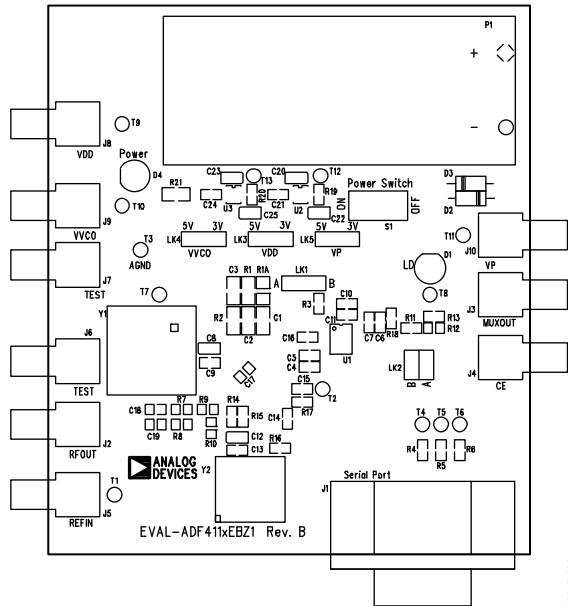 P1
+
-
T9
J8
VDD
Power
D4
T10
J9
VVCO
T3
AGND
J7
TEST
T7
Y1
J6
TEST
J2
RFOUT
T1
J5
REFIN
C23
T13
C20
T12
R21
C24
U3
R20
C21
U2
R19
C25
C22
Power Switch
ON
OFF
S1
D3
D2
5V 3V
LK4
VVCO
5V 3V
LK3
VDD
5V 3V
LK5
VP
T11
J10
VP
LD
D1
T8
J3
MUXOUT
J4
CE
C3 R1 R1A
A LK1 B
R3
C10
C11
R2
C2
C1
C16
U1
C7 C6
R18
R11
R13
R12
C8
C9
C5
C4
LK2
B A
C17
C15
R17
T2
C18
R7
R9
R14
R15
C14
C19
R8
R10
C12
C13
R16
T4 T5 T6
R4
R5
R6
ANALOG
DEVICES
Y2
J1
Serial Port
EVAL-ADF411xEBZ1 Rev. B